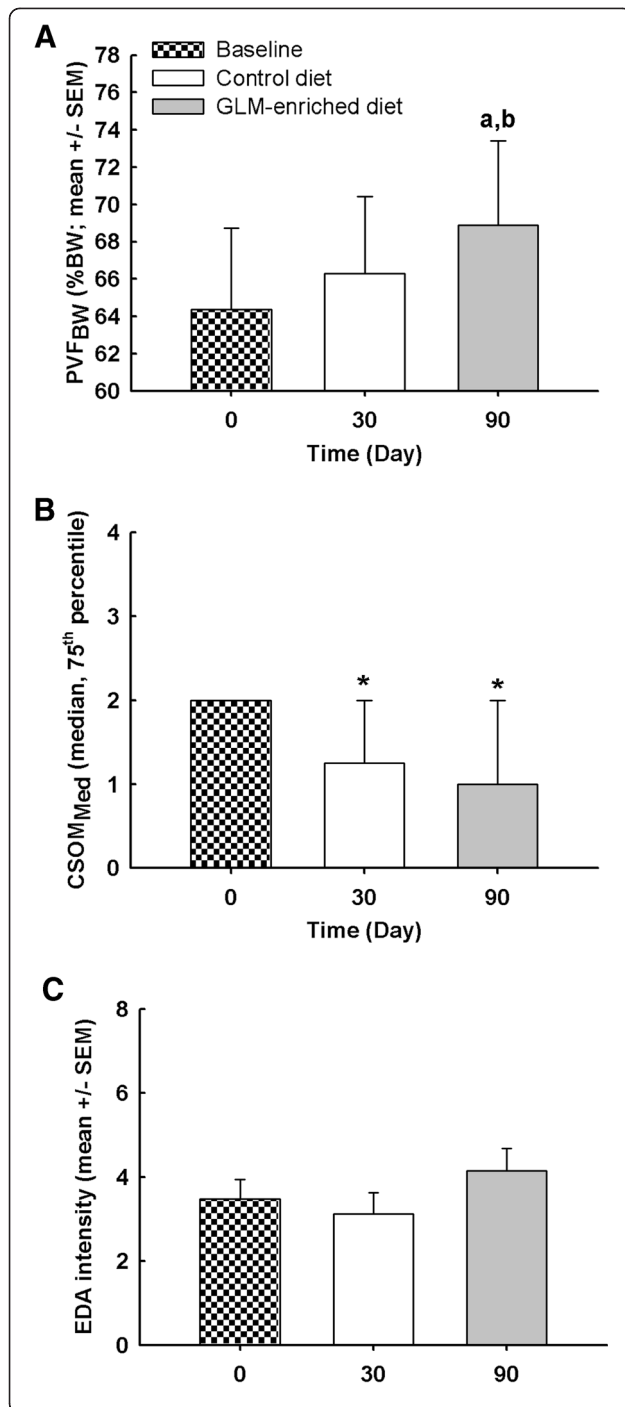 A
Baseline
Control diet
GLM-enriched diet
78
76
74
72
70
68
66
64
62
60
PVFBW (%BW; mean +/- SEM)
a,b
0 30 90
Time (Day)
B
4
3
2
1
0
CSOMMed (median, 75th percentile)
* *
0 30 90
Time (Day)
C
8
6
4
2
0
EDA intensity (mean +/- SEM)
0 30 90